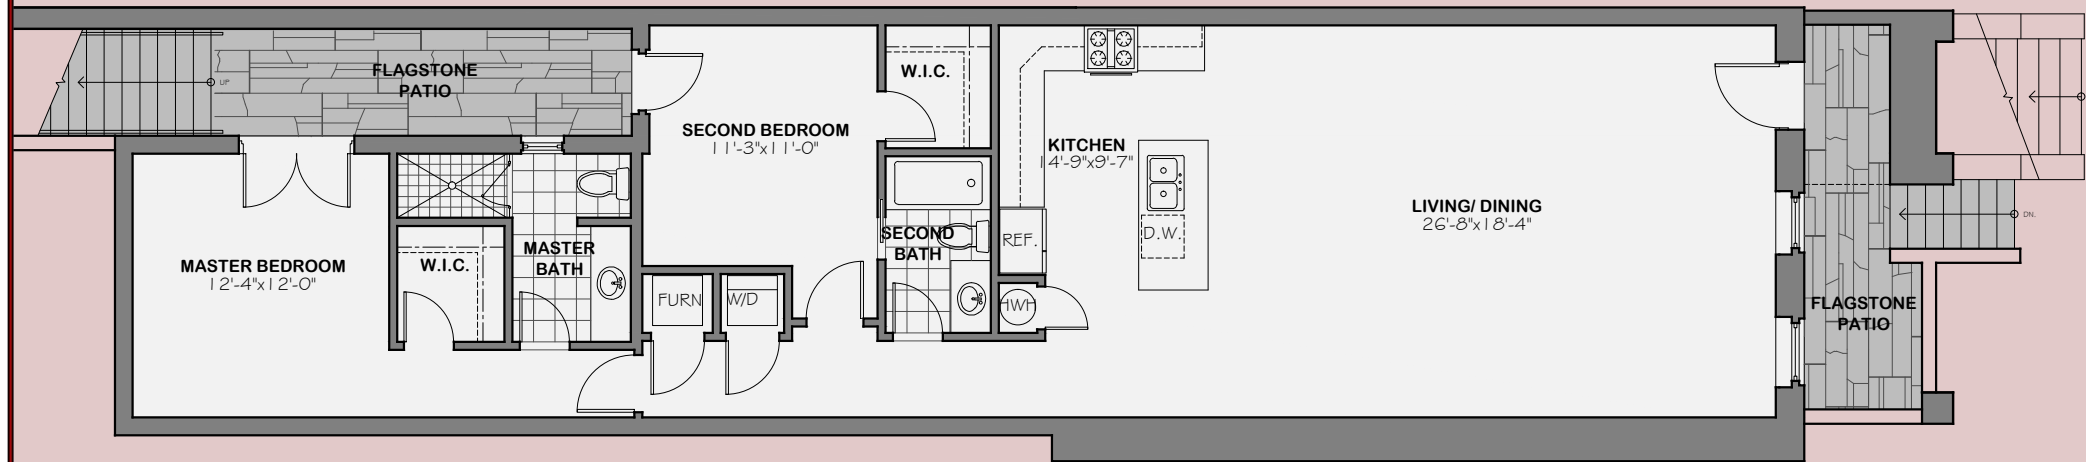 UP
FLAGSTONE
PATIO
MASTER BEDROOM
12'-4"x12'-0"
W.I.C.
MASTER
BATH
SECOND BEDROOM
11'-3"x11'-0"
FURN
W/D
W.I.C.
SECOND
BATH
KITCHEN
14'-9"x9'-7"
REF.
HWH
D.W.
LIVING/ DINING
26'-8"x18'-4"
FLAGSTONE
PATIO
DN.